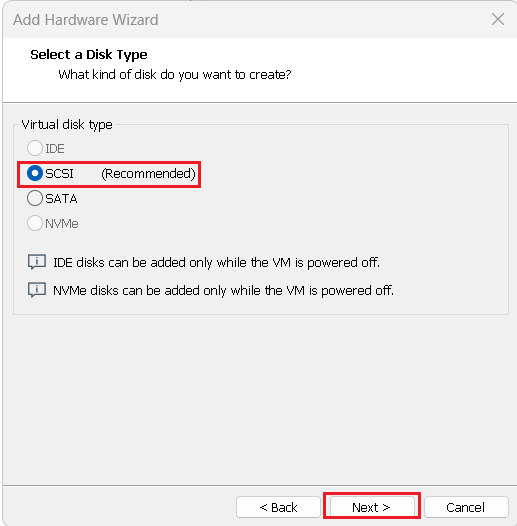 Add Hardware Wizard
Select a Disk Type
What kind of disk do you want to create?
Virtual disk type
IDE
SCSI (Recommended)
SATA
NVMe
IDE disks can be added only while the VM is powered off.
NVMe disks can be added only while the VM is powered off.
< Back Next > Cancel